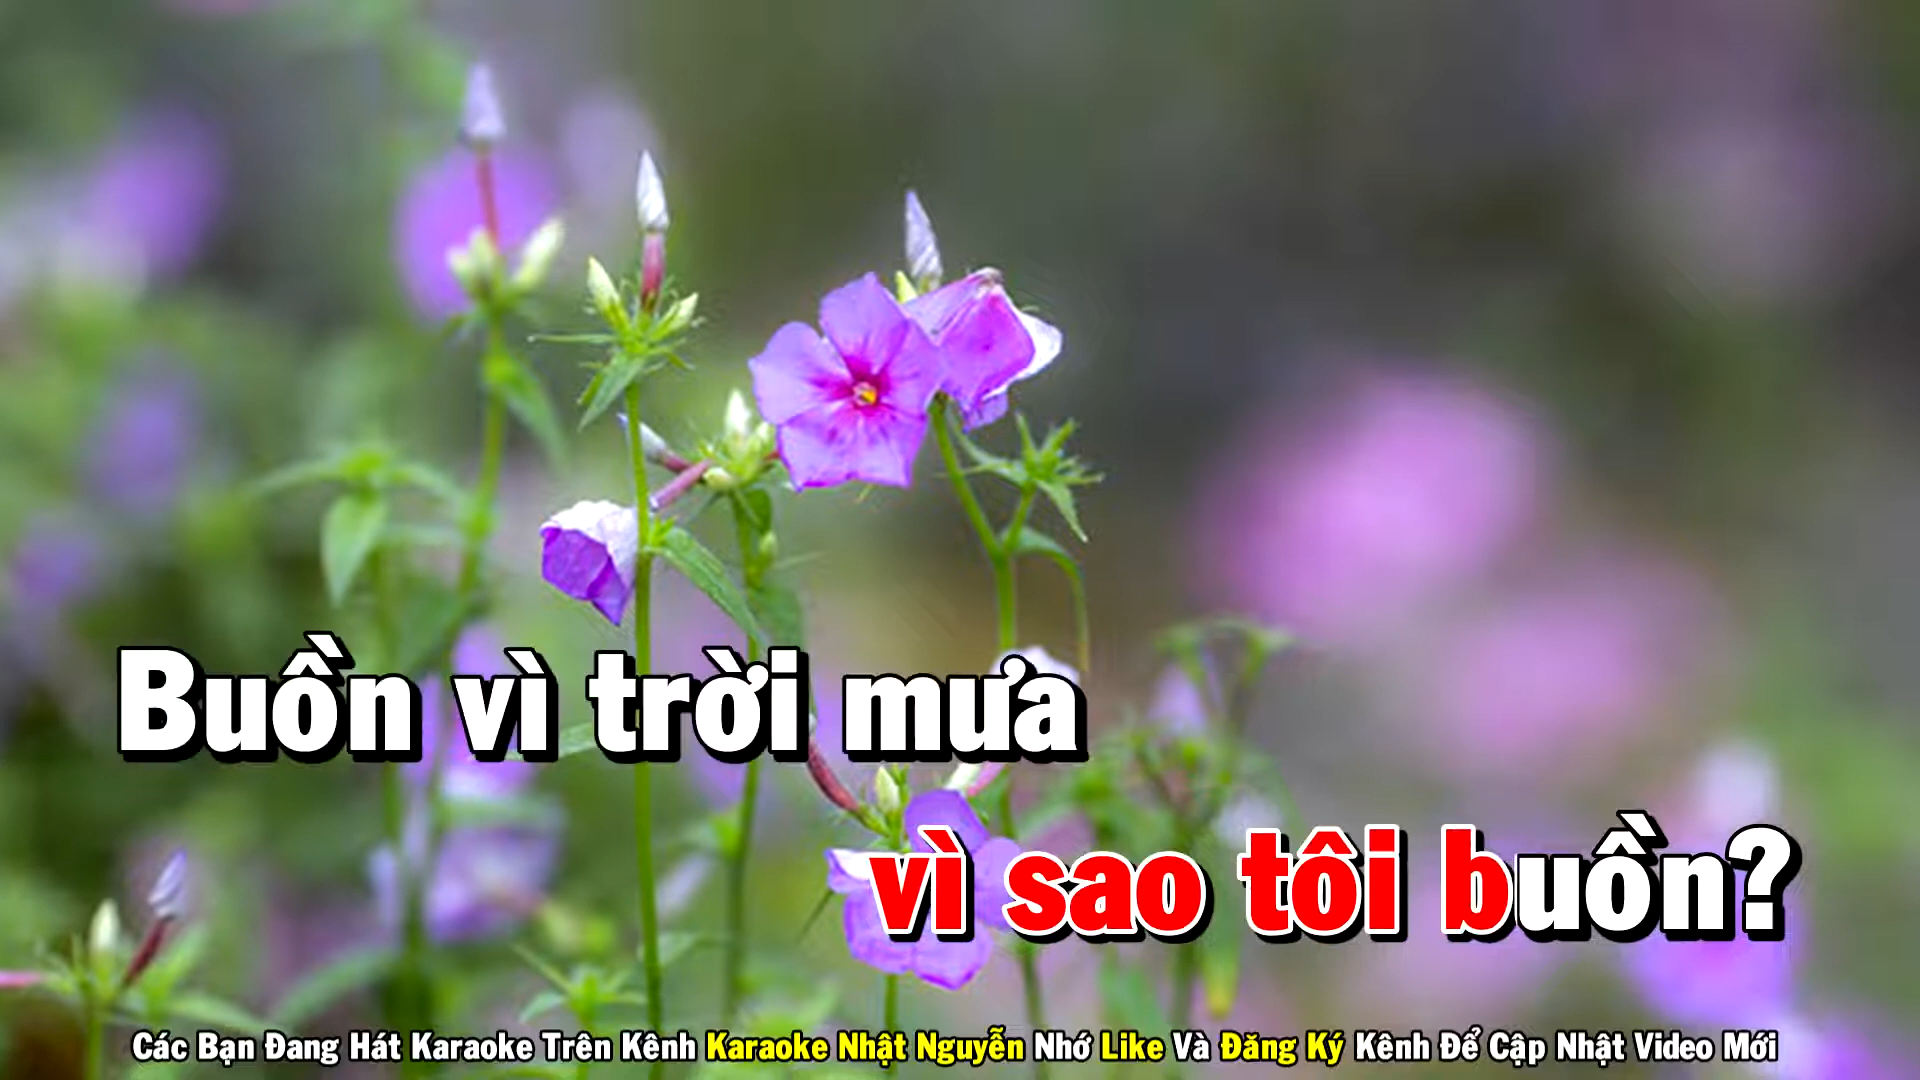 Buồn vì trời mưa
vì sao tôi buồn?
Các Bạn Đang Hát Karaoke Trên Kênh Karaoke Nhật Nguyễn Nhớ Like Và Đăng Ký Kênh Để Cập Nhật Video Mới